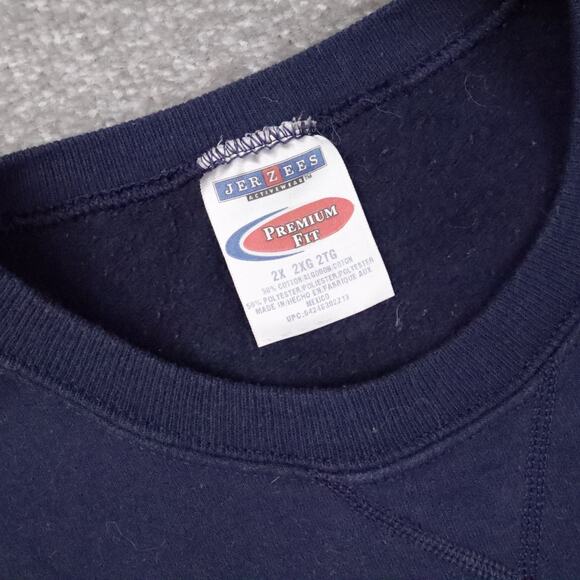 JERZEES
ACTIVEWEAR™
PREMIUM
FIT
2X 2XG 2TG
50% COTTON/ALGODON/COTON
50% POLYESTER/POLIESTER/POLYESTER
MADE IN/HECHO EN/FABRIQUE AUX
MEXICO